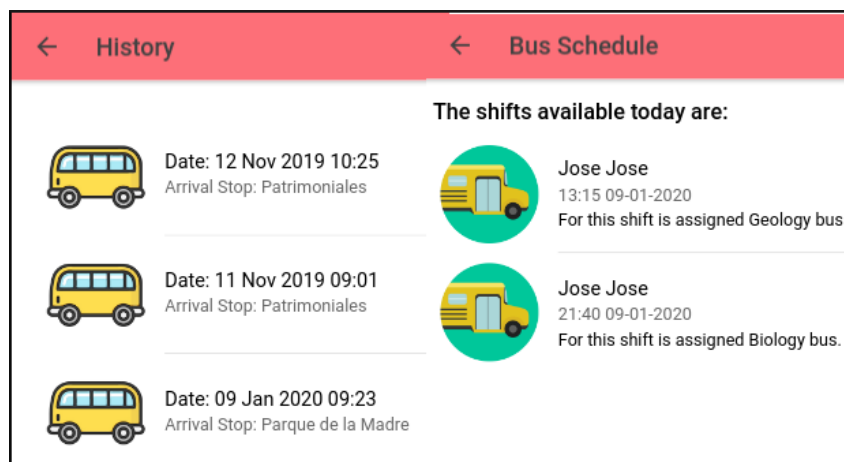 History
Date: 12 Nov 2019 10:25
Arrival Stop: Patrimoniales
Date: 11 Nov 2019 09:01
Arrival Stop: Patrimoniales
Date: 09 Jan 2020 09:23
Arrival Stop: Parque de la Madre
Bus Schedule
The shifts available today are:
Jose Jose
13:15 09-01-2020
For this shift is assigned Geology bus
Jose Jose
21:40 09-01-2020
For this shift is assigned Biology bus.